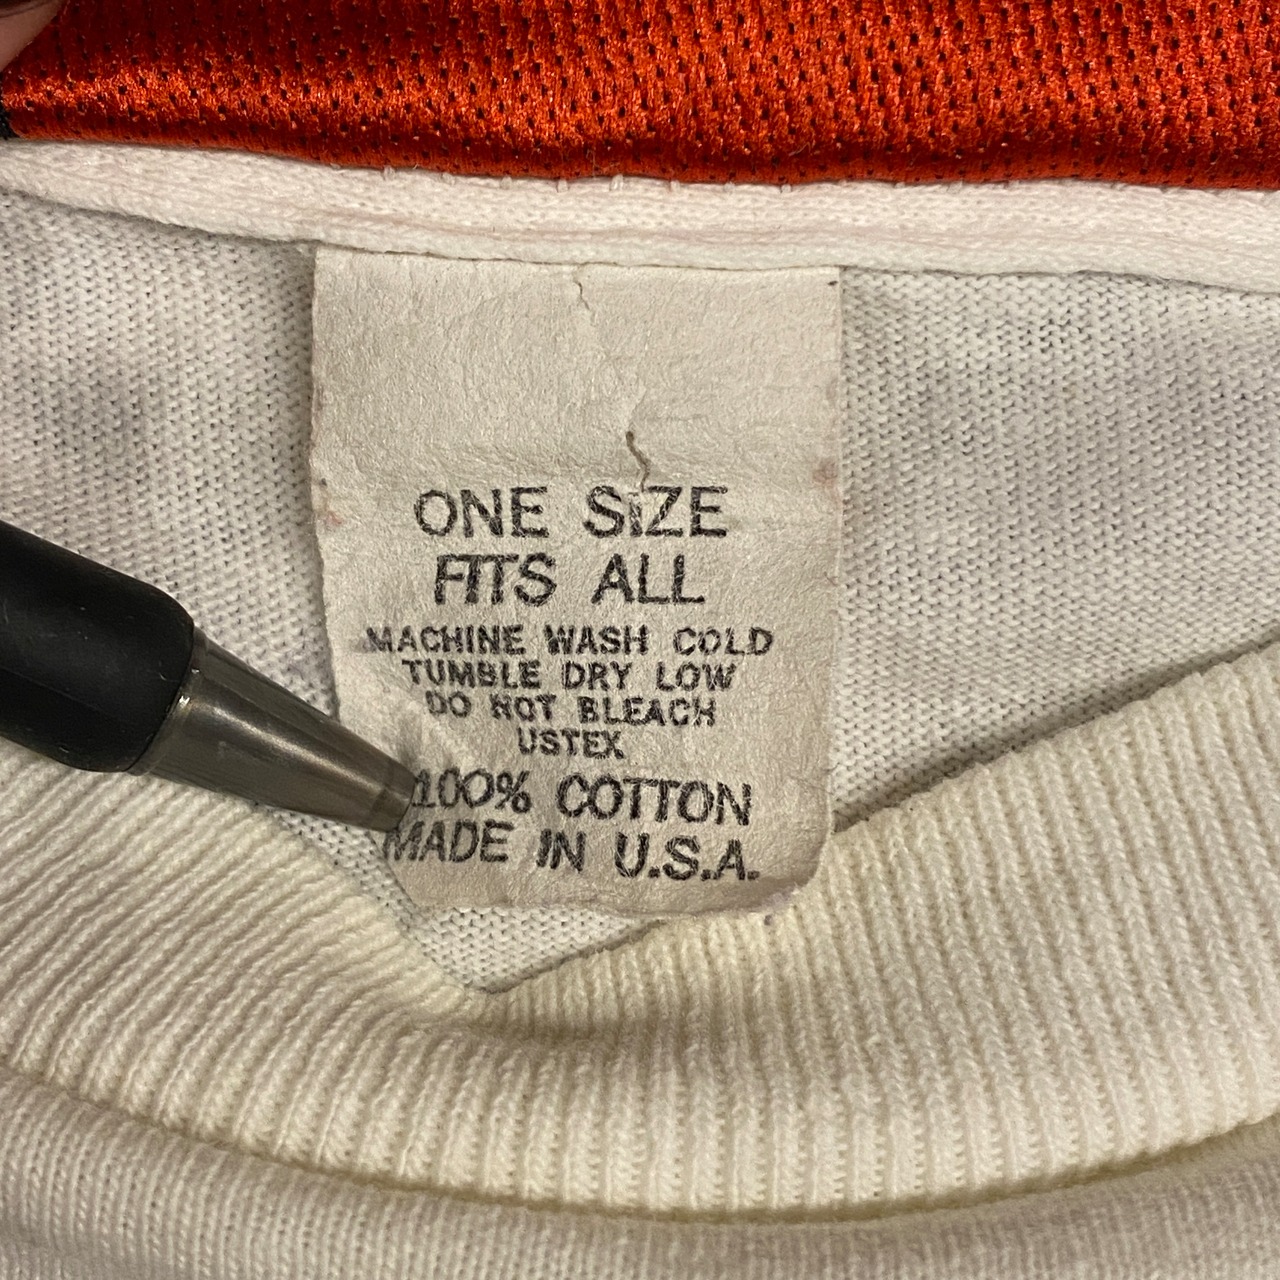 ONE SIZE
FITS ALL
MACHINE WASH COLD
TUMBLE DRY LOW
DO NOT BLEACH
USTEX
100% COTTON
MADE IN U.S.A.